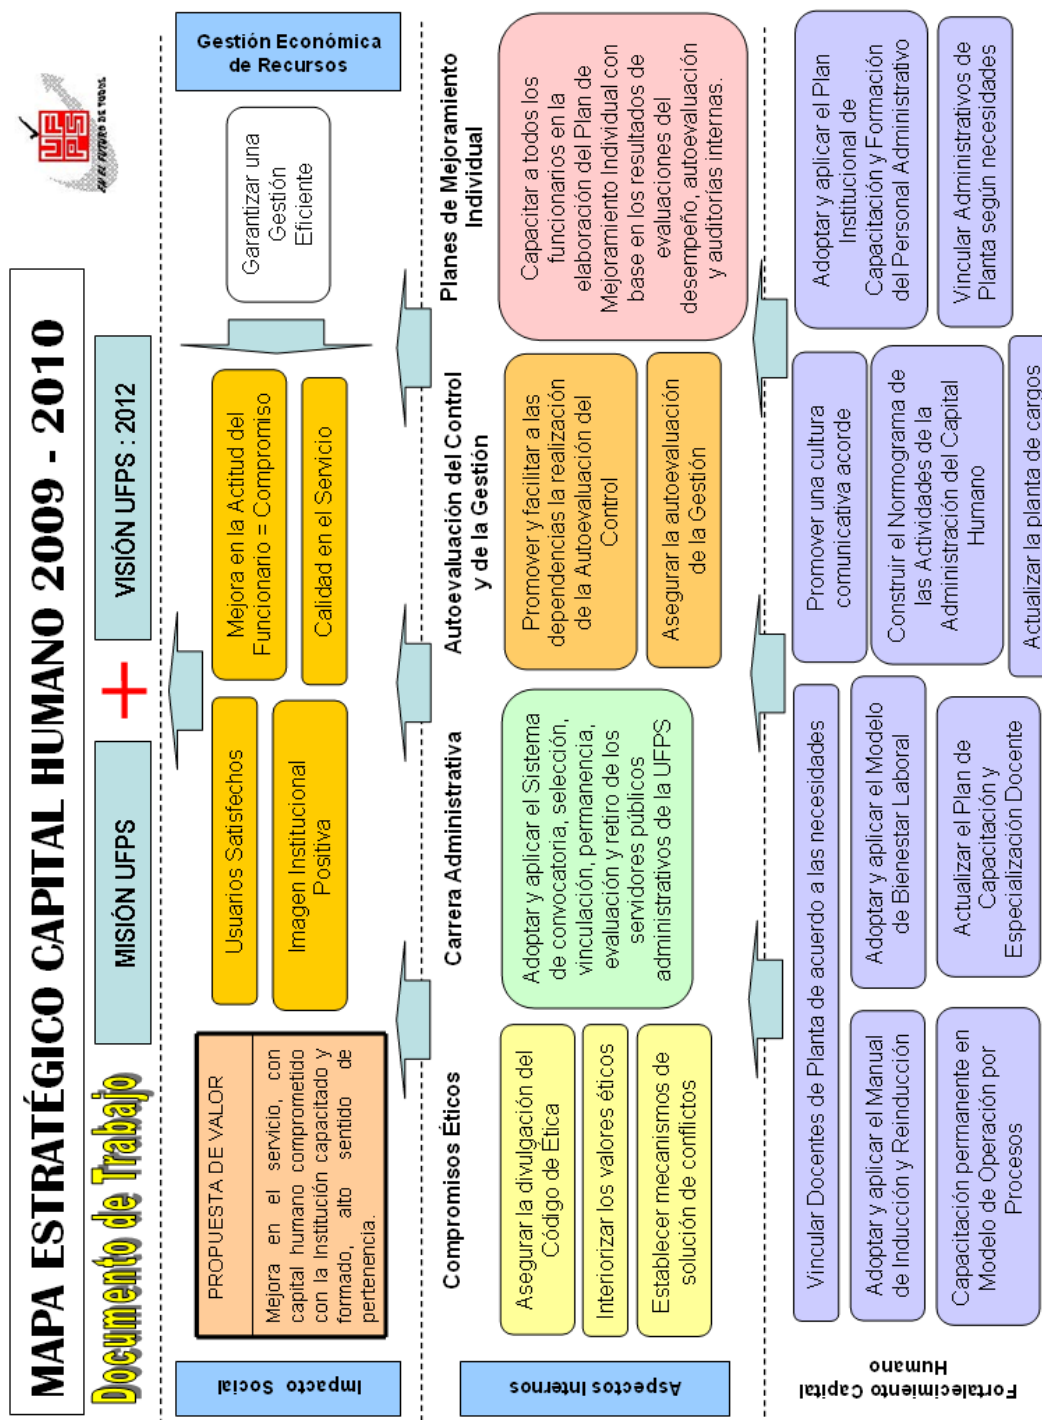 MAPA ESTRATÉGICO CAPITAL HUMANO 2009 - 2010
UF
PS
EN EL FUTURO DE TODOS
Documento de Trabajo
MISIÓN UFPS
+
VISIÓN UFPS : 2012
Impacto Social
PROPUESTA DE VALOR
Mejora en el servicio, con
capital humano comprometido
con la Institución capacitado y
formado, alto sentido de
pertenencia.
Usuarios Satisfechos
Imagen Institucional
Positiva
Mejora en la Actitud del
Funcionario = Compromiso
Calidad en el Servicio
Garantizar una
Gestión
Eficiente
Gestión Económica
de Recursos
Aspectos Internos
Compromisos Éticos
Asegurar la divulgación del
Código de Ética
Interiorizar los valores éticos
Establecer mecanismos de
solución de conflictos
Carrera Administrativa
Adoptar y aplicar el Sistema
de convocatoria, selección,
vinculación, permanencia,
evaluación y retiro de los
servidores públicos
administrativos de la UFPS
Autoevaluación del Control
y de la Gestión
Promover y facilitar a las
dependencias la realización
de la Autoevaluación del
Control
Asegurar la autoevaluación
de la Gestión
Planes de Mejoramiento
Individual
Capacitar a todos los
funcionarios en la
elaboración del Plan de
Mejoramiento Individual con
base en los resultados de
evaluaciones del
desempeño, autoevaluación
y auditorías internas.
Fortalecimiento Capital
Humano
Vincular Docentes de Planta de acuerdo a las necesidades
Adoptar y aplicar el Manual
de Inducción y Reinducción
Capacitación permanente en
Modelo de Operación por
Procesos
Adoptar y aplicar el Modelo
de Bienestar Laboral
Actualizar el Plan de
Capacitación y
Especialización Docente
Promover una cultura
comunicativa acorde
Construir el Normograma de
las Actividades de la
Administración del Capital
Humano
Actualizar la planta de cargos
Adoptar y aplicar el Plan
Institucional de
Capacitación y Formación
del Personal Administrativo
Vincular Administrativos de
Planta según necesidades